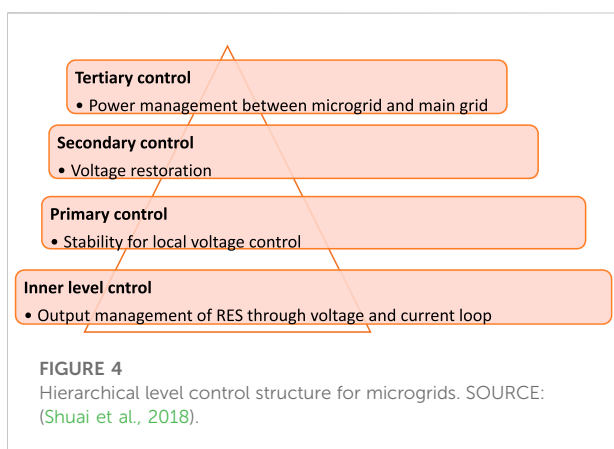 Tertiary control
• Power management between microgrid and main grid
Secondary control
• Voltage restoration
Primary control
• Stability for local voltage control
Inner level cntrol
• Output management of RES through voltage and current loop
FIGURE 4
Hierarchical level control structure for microgrids. SOURCE:
(Shuai et al., 2018).